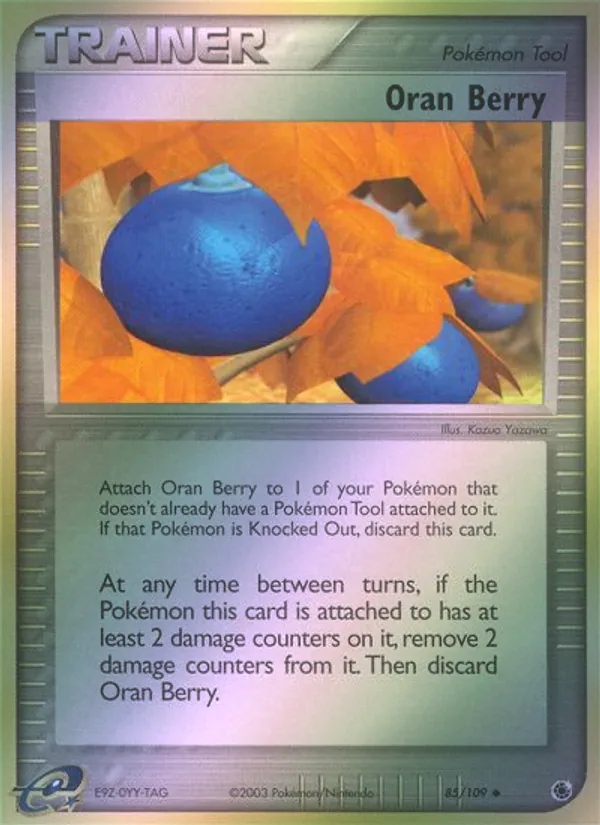 TRAINER
Pokémon Tool
Oran Berry
Illus. Kazuo Yazawa
Attach Oran Berry to 1 of your Pokémon that
doesn't already have a Pokémon Tool attached to it.
If that Pokémon is Knocked Out, discard this card.
At any time between turns, if the
Pokémon this card is attached to has at
least 2 damage counters on it, remove 2
damage counters from it. Then discard
Oran Berry.
e
E9Z-0YY-TAG
©2003 Pokémon/Nintendo
85/109 ◆